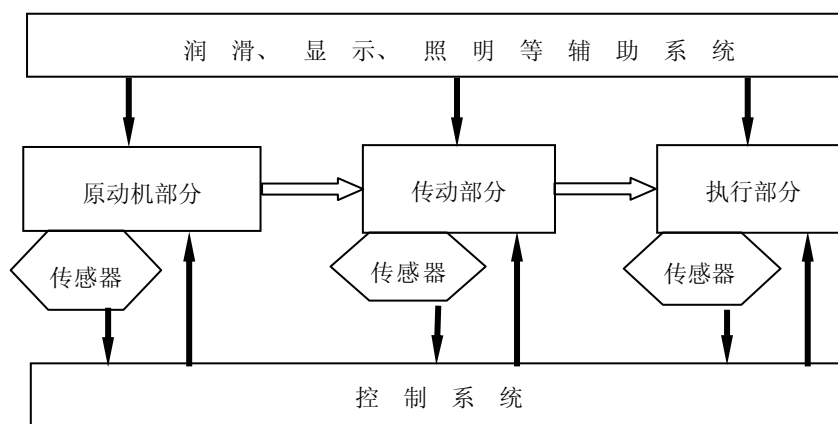 润滑、显示、照明等辅助系统
原动机部分
传动部分
执行部分
传感器
传感器
传感器
控制系统